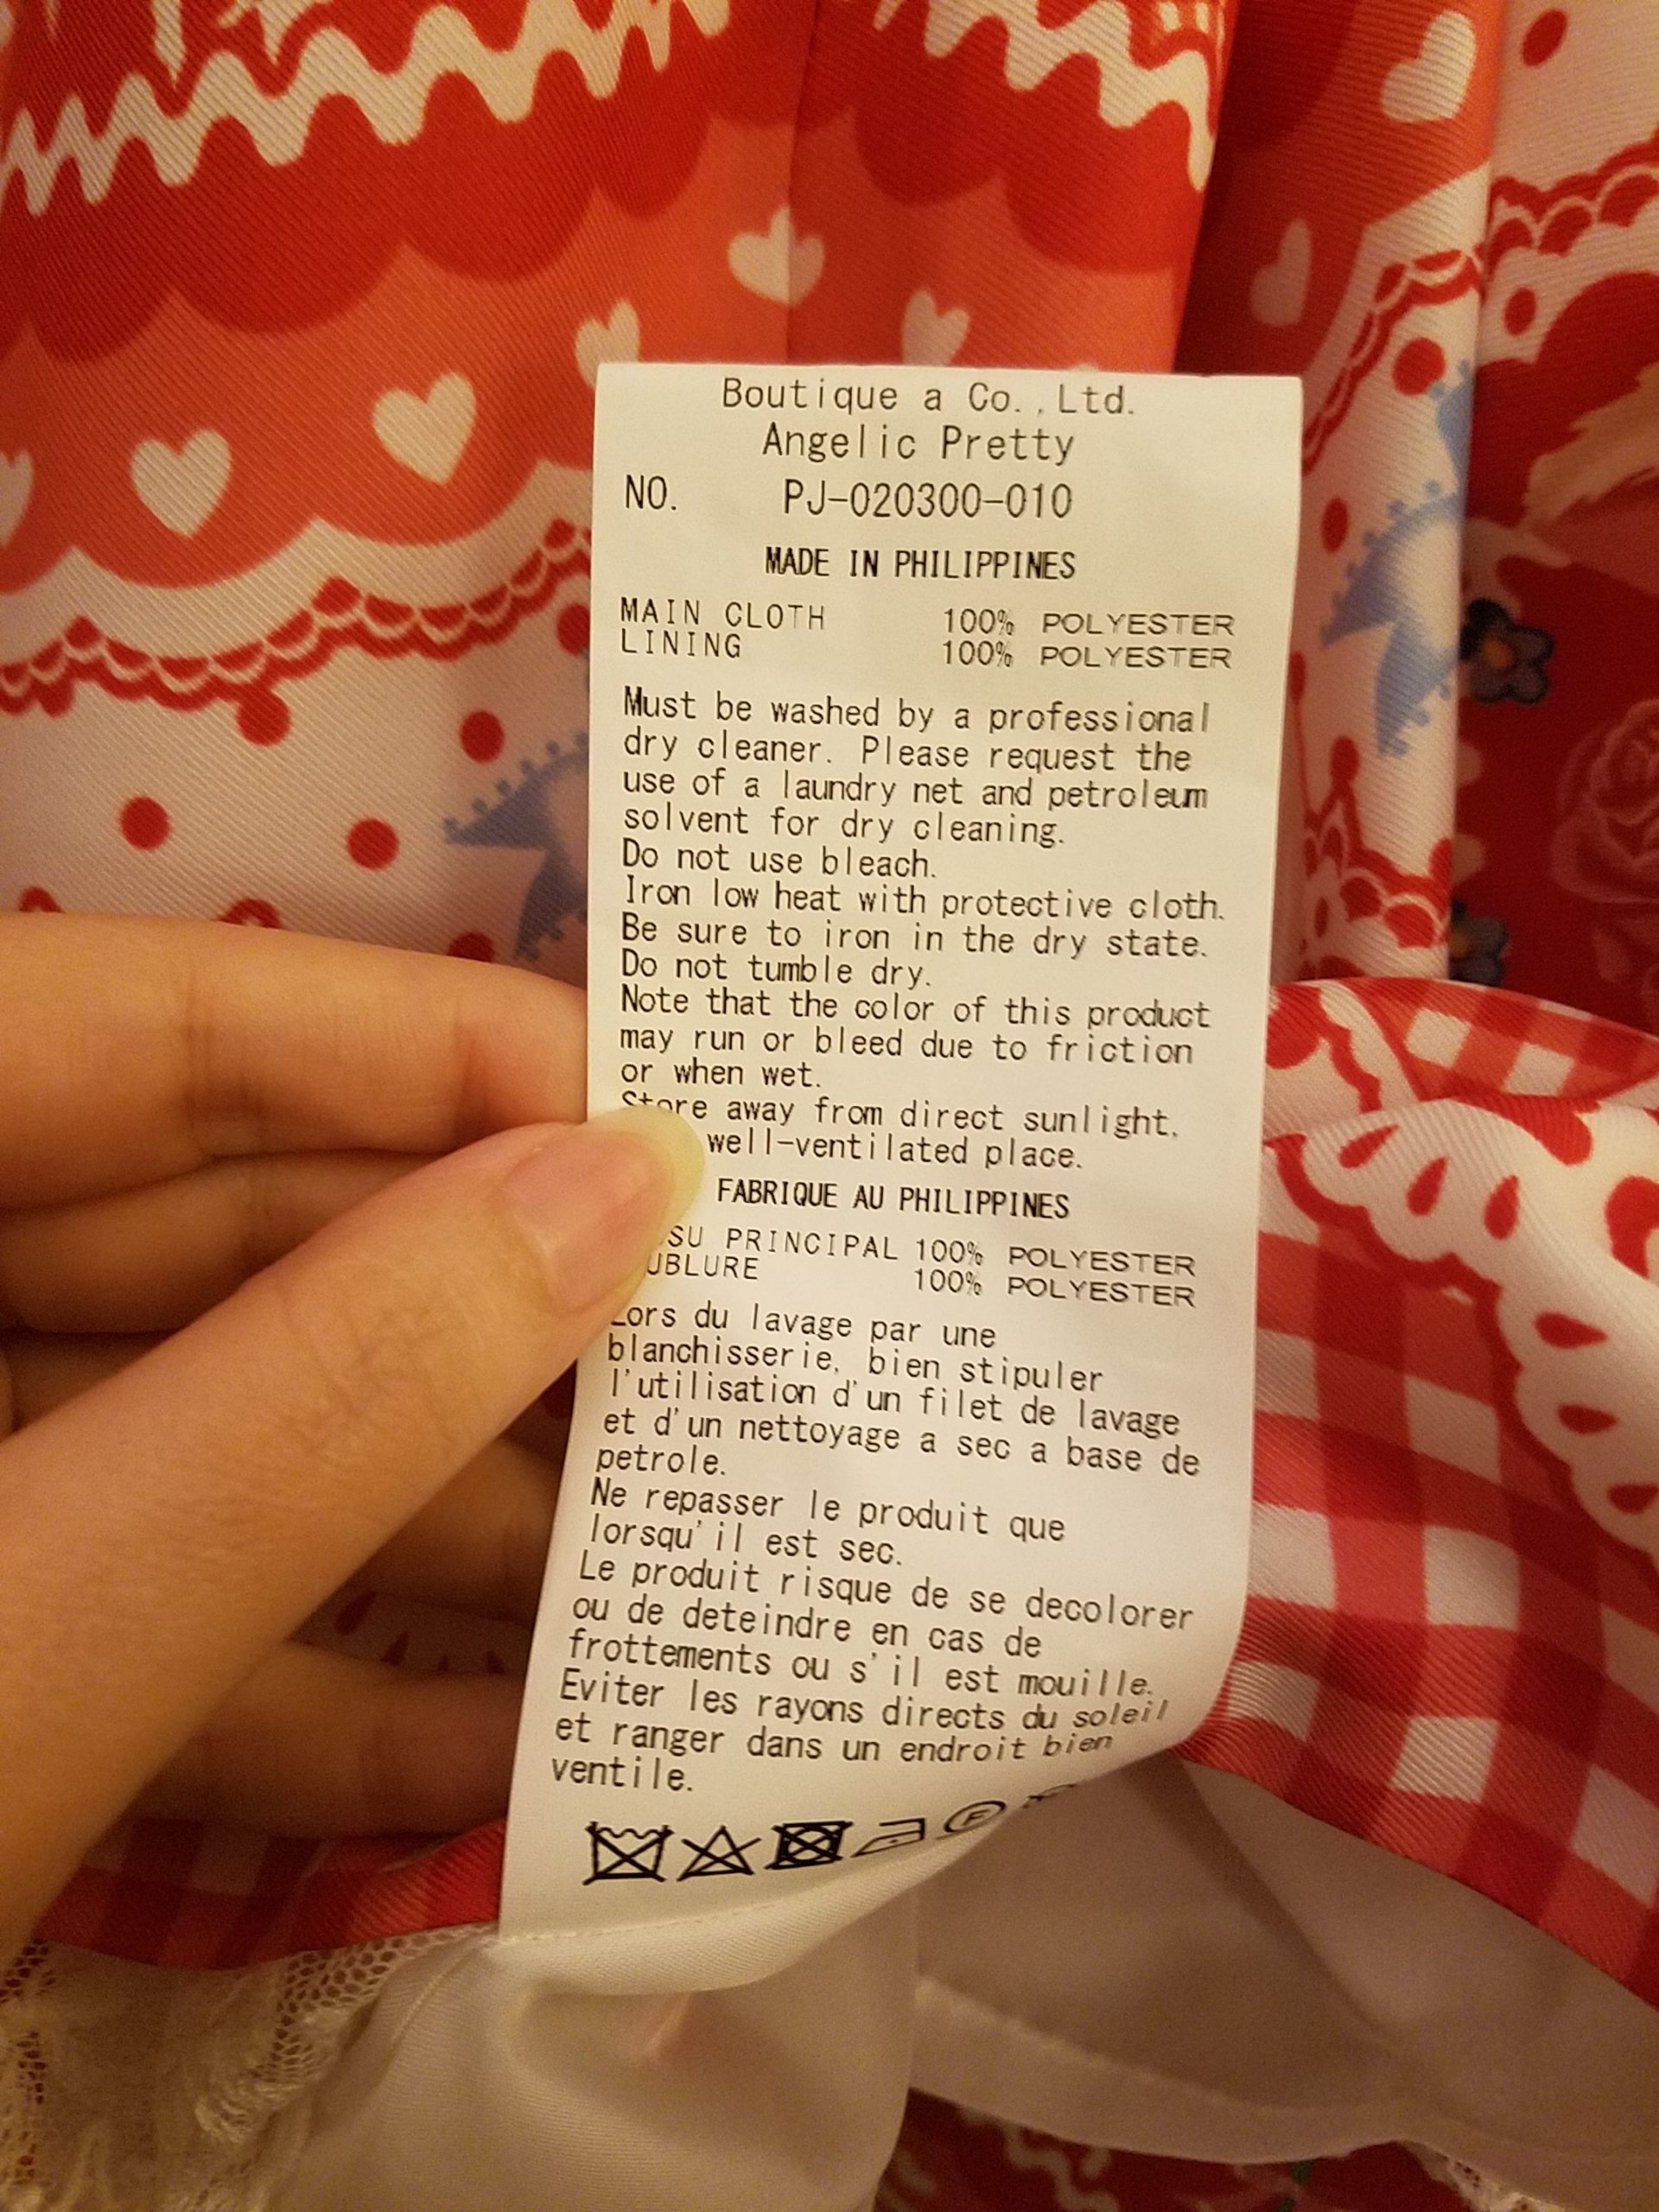 Boutique a Co.,Ltd.
Angelic Pretty
NO. PJ-020300-010
MADE IN PHILIPPINES
MAIN CLOTH 100% POLYESTER
LINING 100% POLYESTER
Must be washed by a professional
dry cleaner. Please request the
use of a laundry net and petroleum
solvent for dry cleaning.
Do not use bleach.
Iron low heat with protective cloth.
Be sure to iron in the dry state.
Do not tumble dry.
Note that the color of this product
may run or bleed due to friction
or when wet.
Store away from direct sunlight,
well-ventilated place.
FABRIQUE AU PHILIPPINES
PRINCIPAL 100% POLYESTER
100% POLYESTER
Lors du lavage par une
blanchisserie, bien stipuler
l'utilisation d'un filet de lavage
et d'un nettoyage a sec a base de
petrole.
Ne repasser le produit que
lorsqu'il est sec.
Le produit risque de se decolorer
ou de deteindre en cas de
frottements ou s'il est mouille.
Eviter les rayons directs du soleil
et ranger dans un endroit bien
ventile.
F